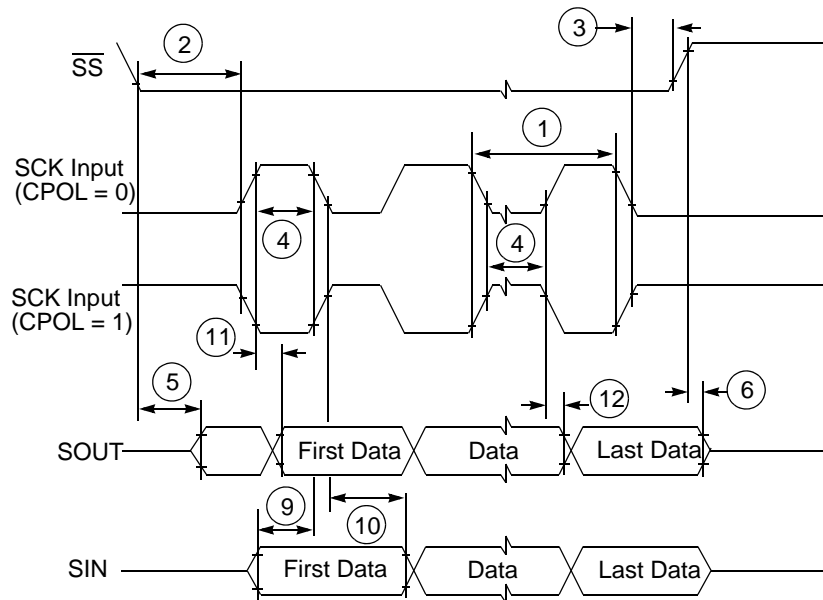 3
2
S̅S̅
1
SCK Input
(CPOL = 0)
4
4
SCK Input
(CPOL = 1)
11
5
12
6
SOUT
First Data
Data
Last Data
9
10
SIN
First Data
Data
Last Data